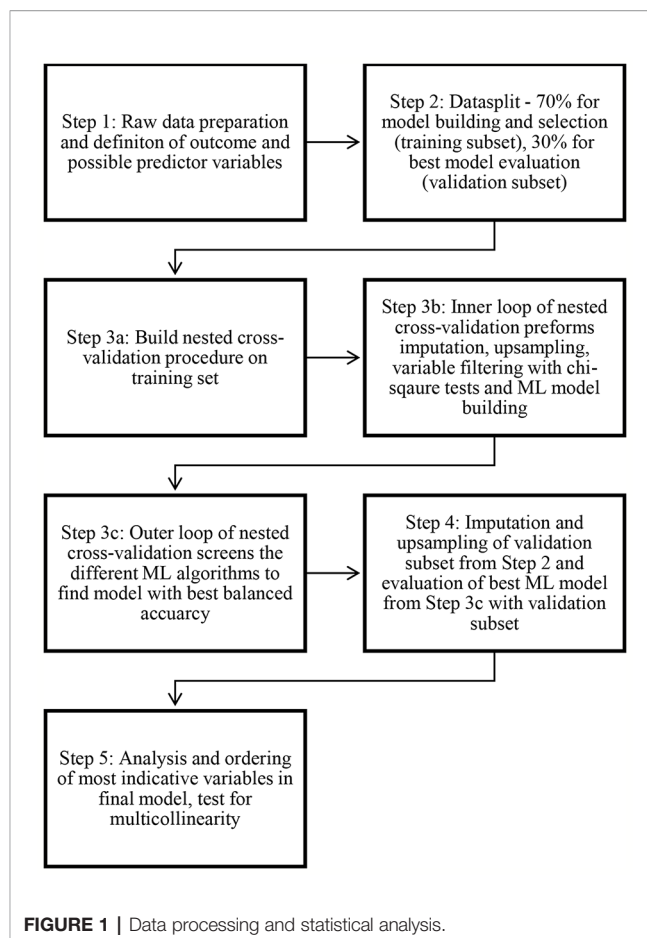 Step 1: Raw data preparation
and definiton of outcome and
possible predictor variables
Step 2: Datasplit - 70% for
model building and selection
(training subset), 30% for
best model evaluation
(validation subset)
Step 3a: Build nested cross-
validation procedure on
training set
Step 3b: Inner loop of nested
cross-validation preforms
imputation, upsampling,
variable filtering with chi-
sqaure tests and ML model
building
Step 3c: Outer loop of nested
cross-validation screens the
different ML algorithms to
find model with best balanced
accuarcy
Step 4: Imputation and
upsampling of validation
subset from Step 2 and
evaluation of best ML model
from Step 3c with validation
subset
Step 5: Analysis and ordering
of most indicative variables in
final model, test for
multicollinearity
FIGURE 1 | Data processing and statistical analysis.